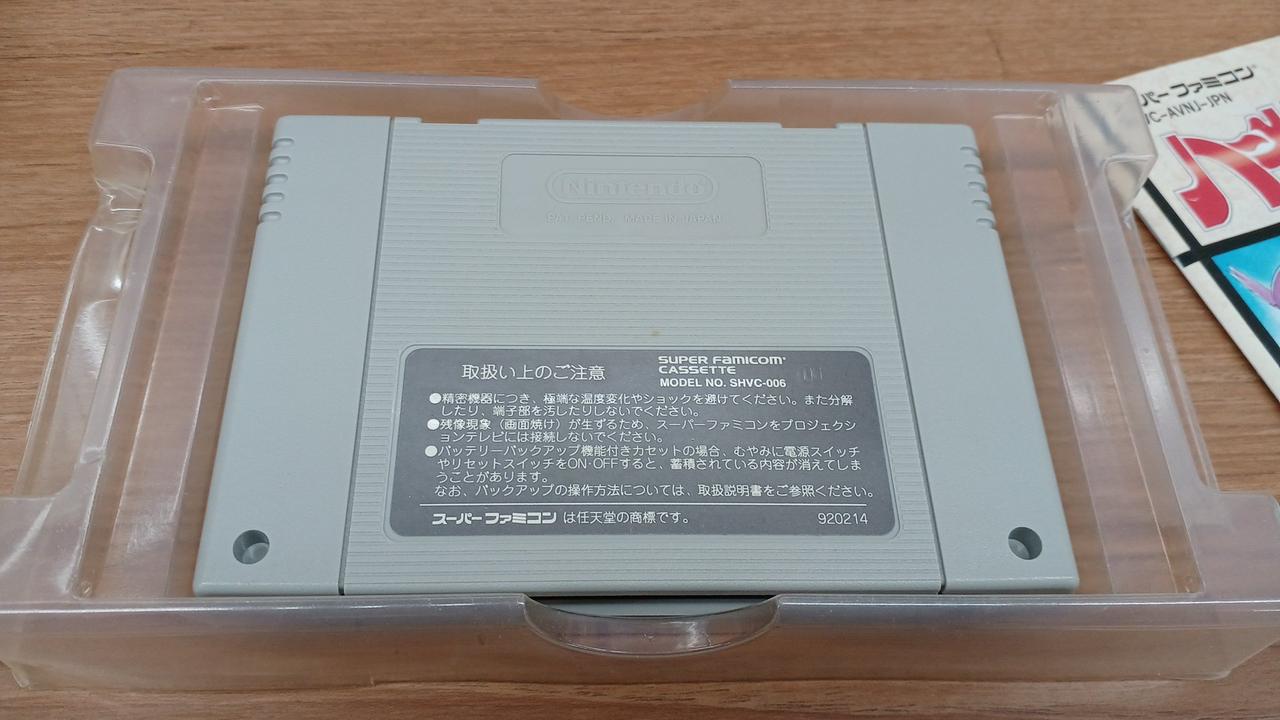 Nintendo
PAT. PEND. MADE IN JAPAN
取扱い上のご注意
SUPER FAMICOM
CASSETTE
MODEL NO. SHVC-006
●精密機器につき、極端な温度変化やショックを避けてください。また分解
したり、端子部を汚したりしないでください。
●残像現象（画面焼け）が生ずるため、スーパーファミコンをプロジェクシ
ョンテレビには接続しないでください。
●バッテリーバックアップ機能付きカセットの場合、むやみに電源スイッチ
やリセットスイッチをON・OFFすると、蓄積されている内容が消えてしま
うことがあります。
なお、バックアップの操作方法については、取扱説明書をご参照ください。
スーパーファミコンは任天堂の商標です。
920214
パーファミコン
VC-AVNJ-JPN